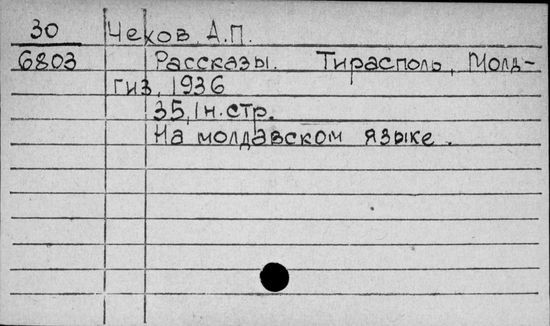 30 Чехов, А.П.
6803 Рассказы. Тирасполь, Молд-
гиз, 1936
35,1н.стр.
На молдавском языке.